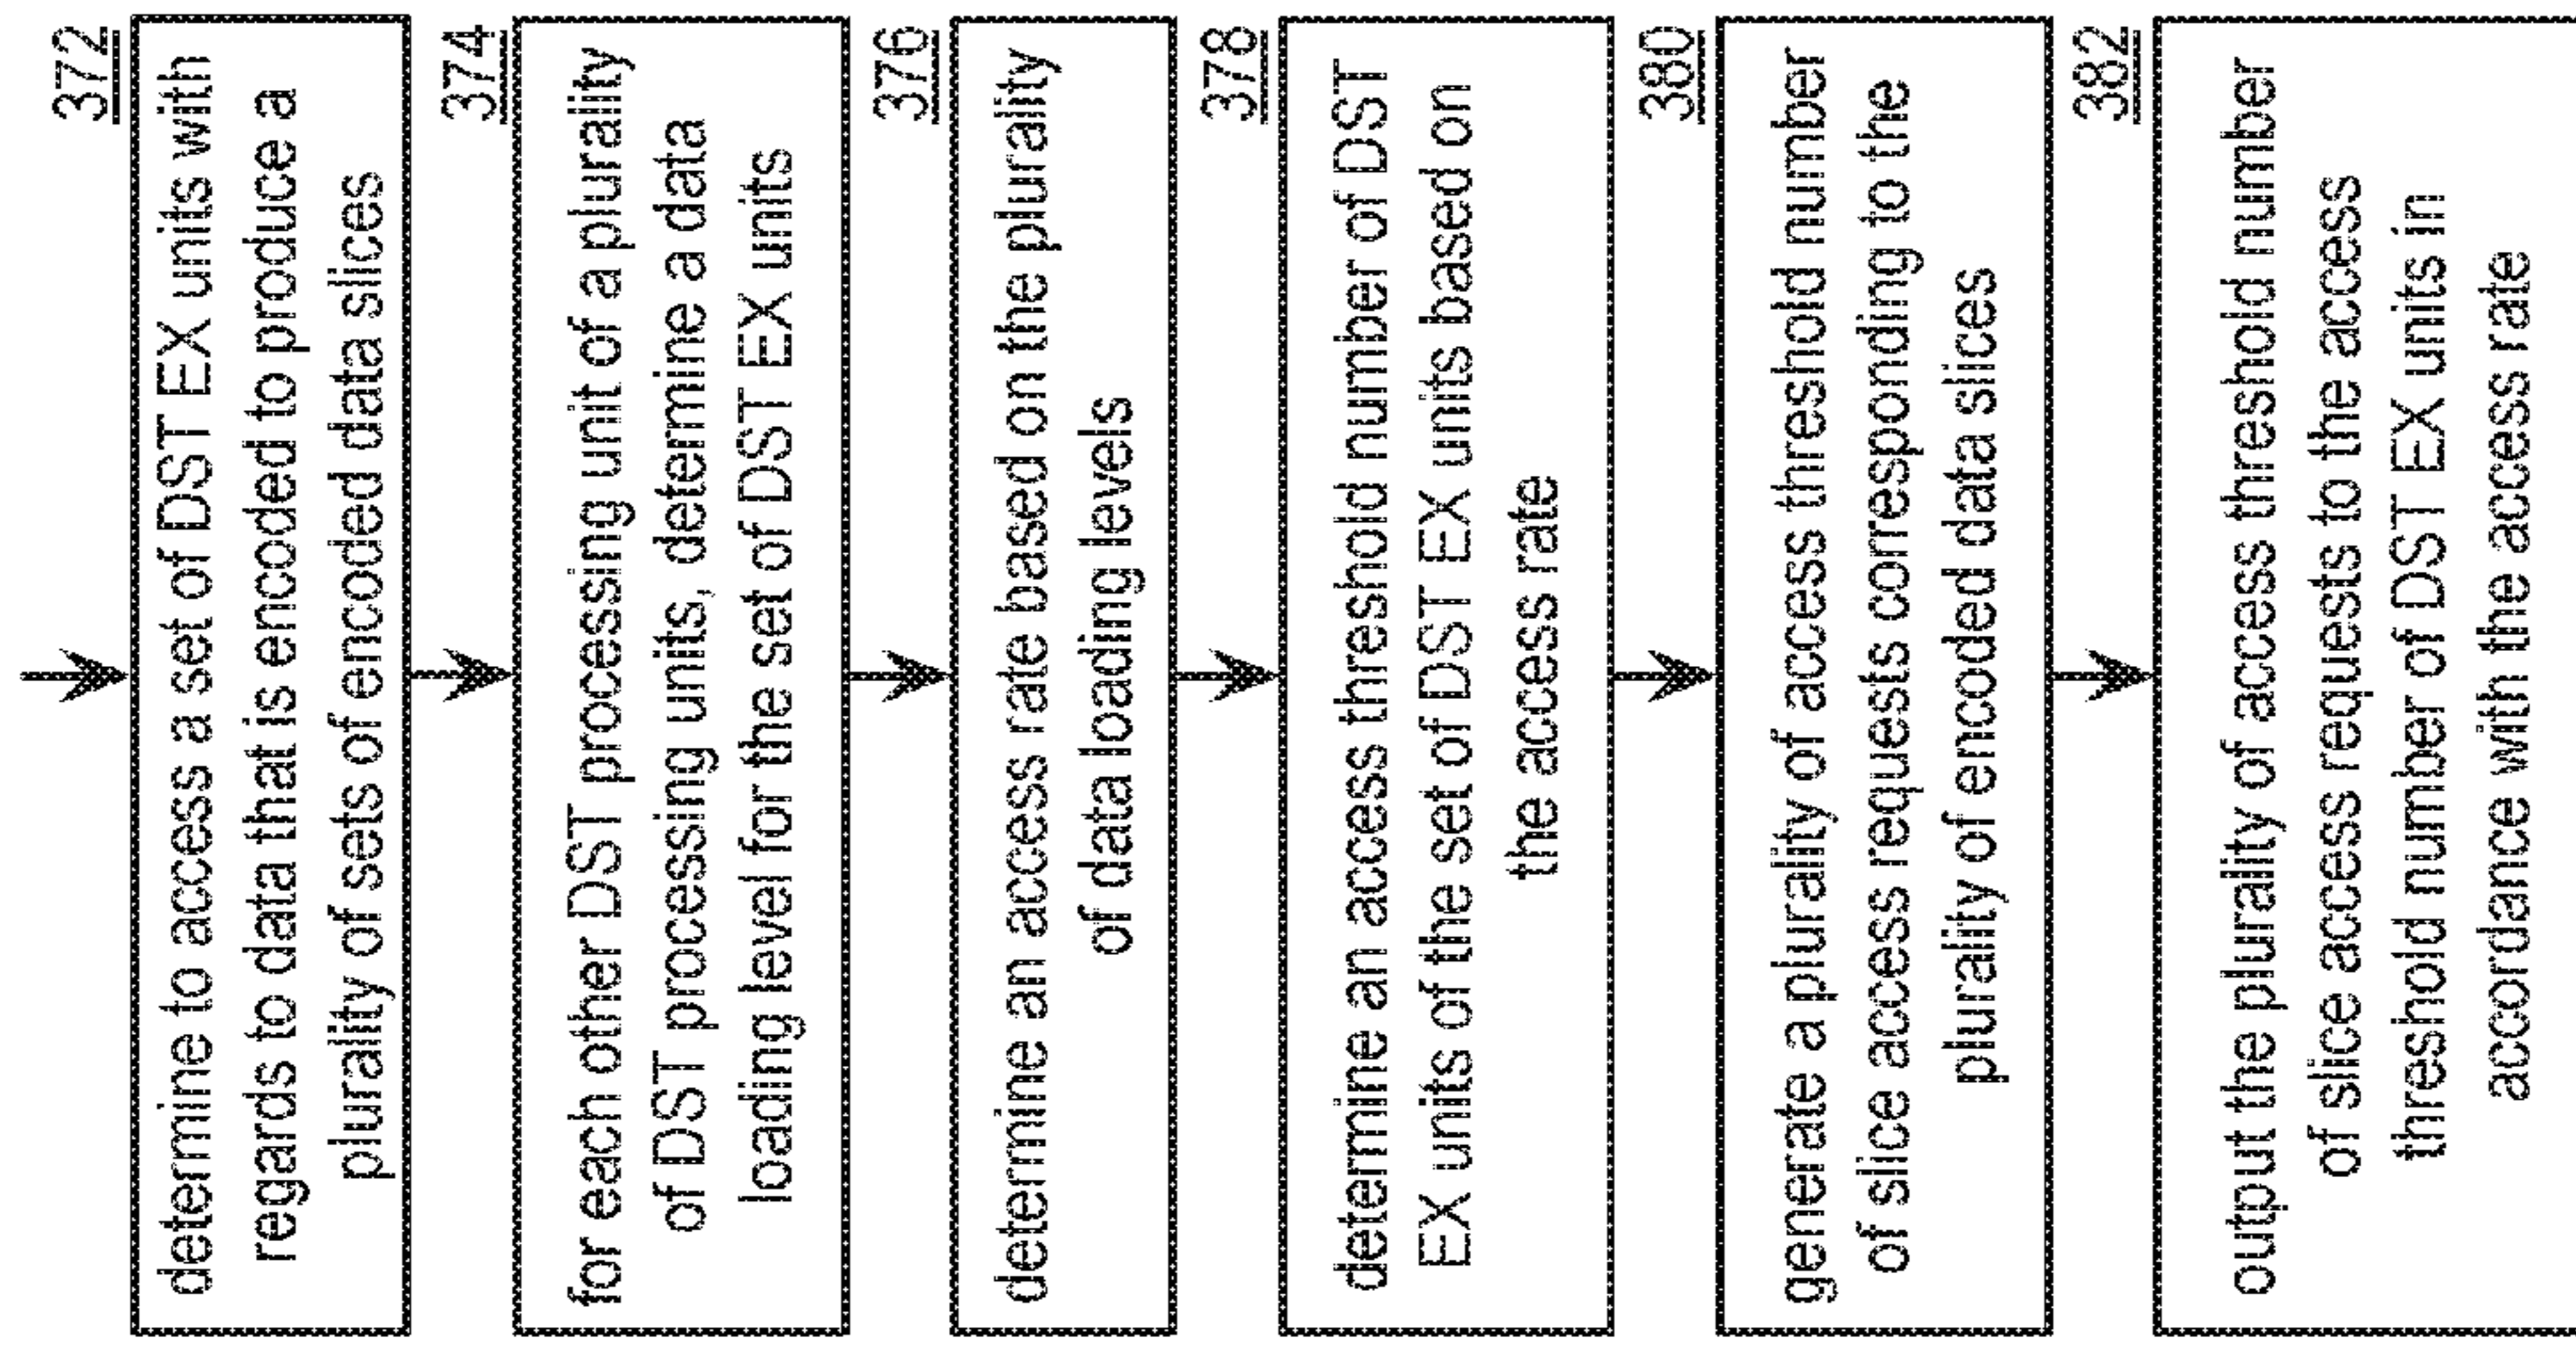 372
determine to access a set of DST EX units with
regards to data that is encoded to produce a
plurality of sets of encoded data slices
374
for each other DST processing unit of a plurality
of DST processing units, determine a data
loading level for the set of DST EX units
376
determine an access rate based on the plurality
of data loading levels
378
determine an access threshold number of DST
EX units of the set of DST EX units based on
the access rate
380
generate a plurality of access threshold number
of slice access requests corresponding to the
plurality of encoded data slices
382
output the plurality of access threshold number
of slice access requests to the access
threshold number of DST EX units in
accordance with the access rate